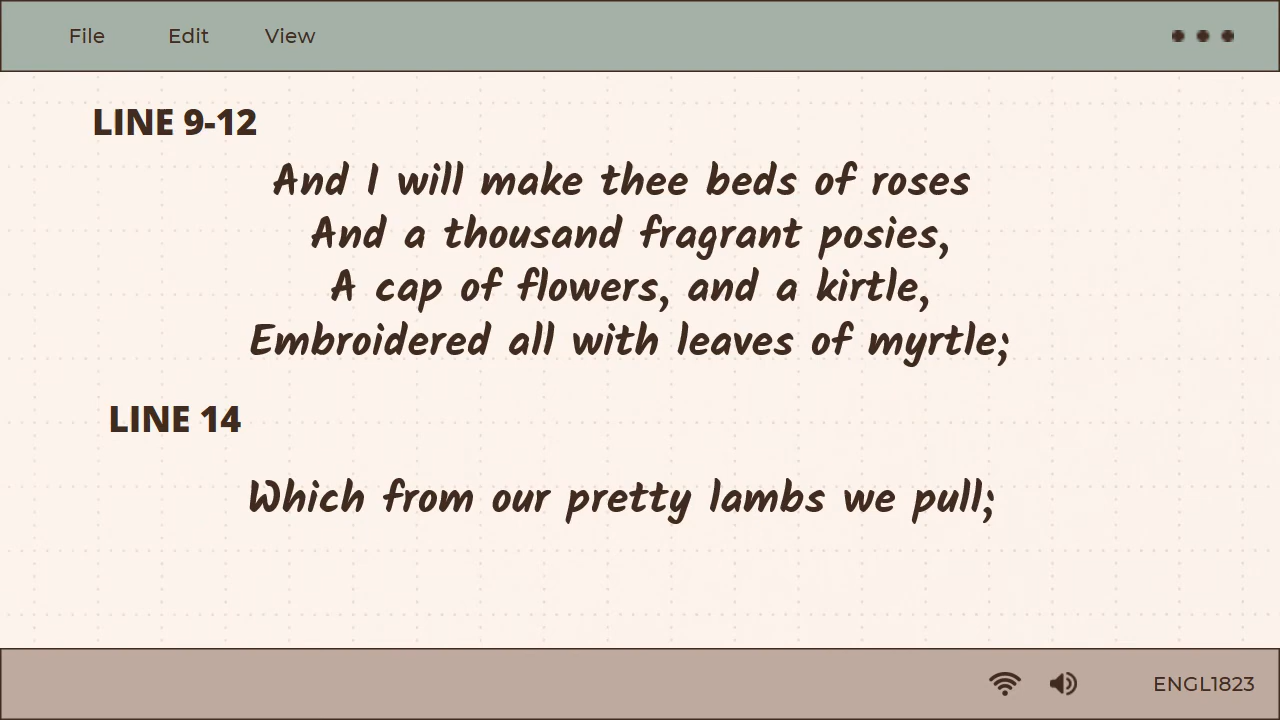 File Edit View
LINE 9-12
And I will make thee beds of roses
And a thousand fragrant posies,
A cap of flowers, and a kirtle,
Embroidered all with leaves of myrtle;
LINE 14
Which from our pretty lambs we pull;
ENGL1823